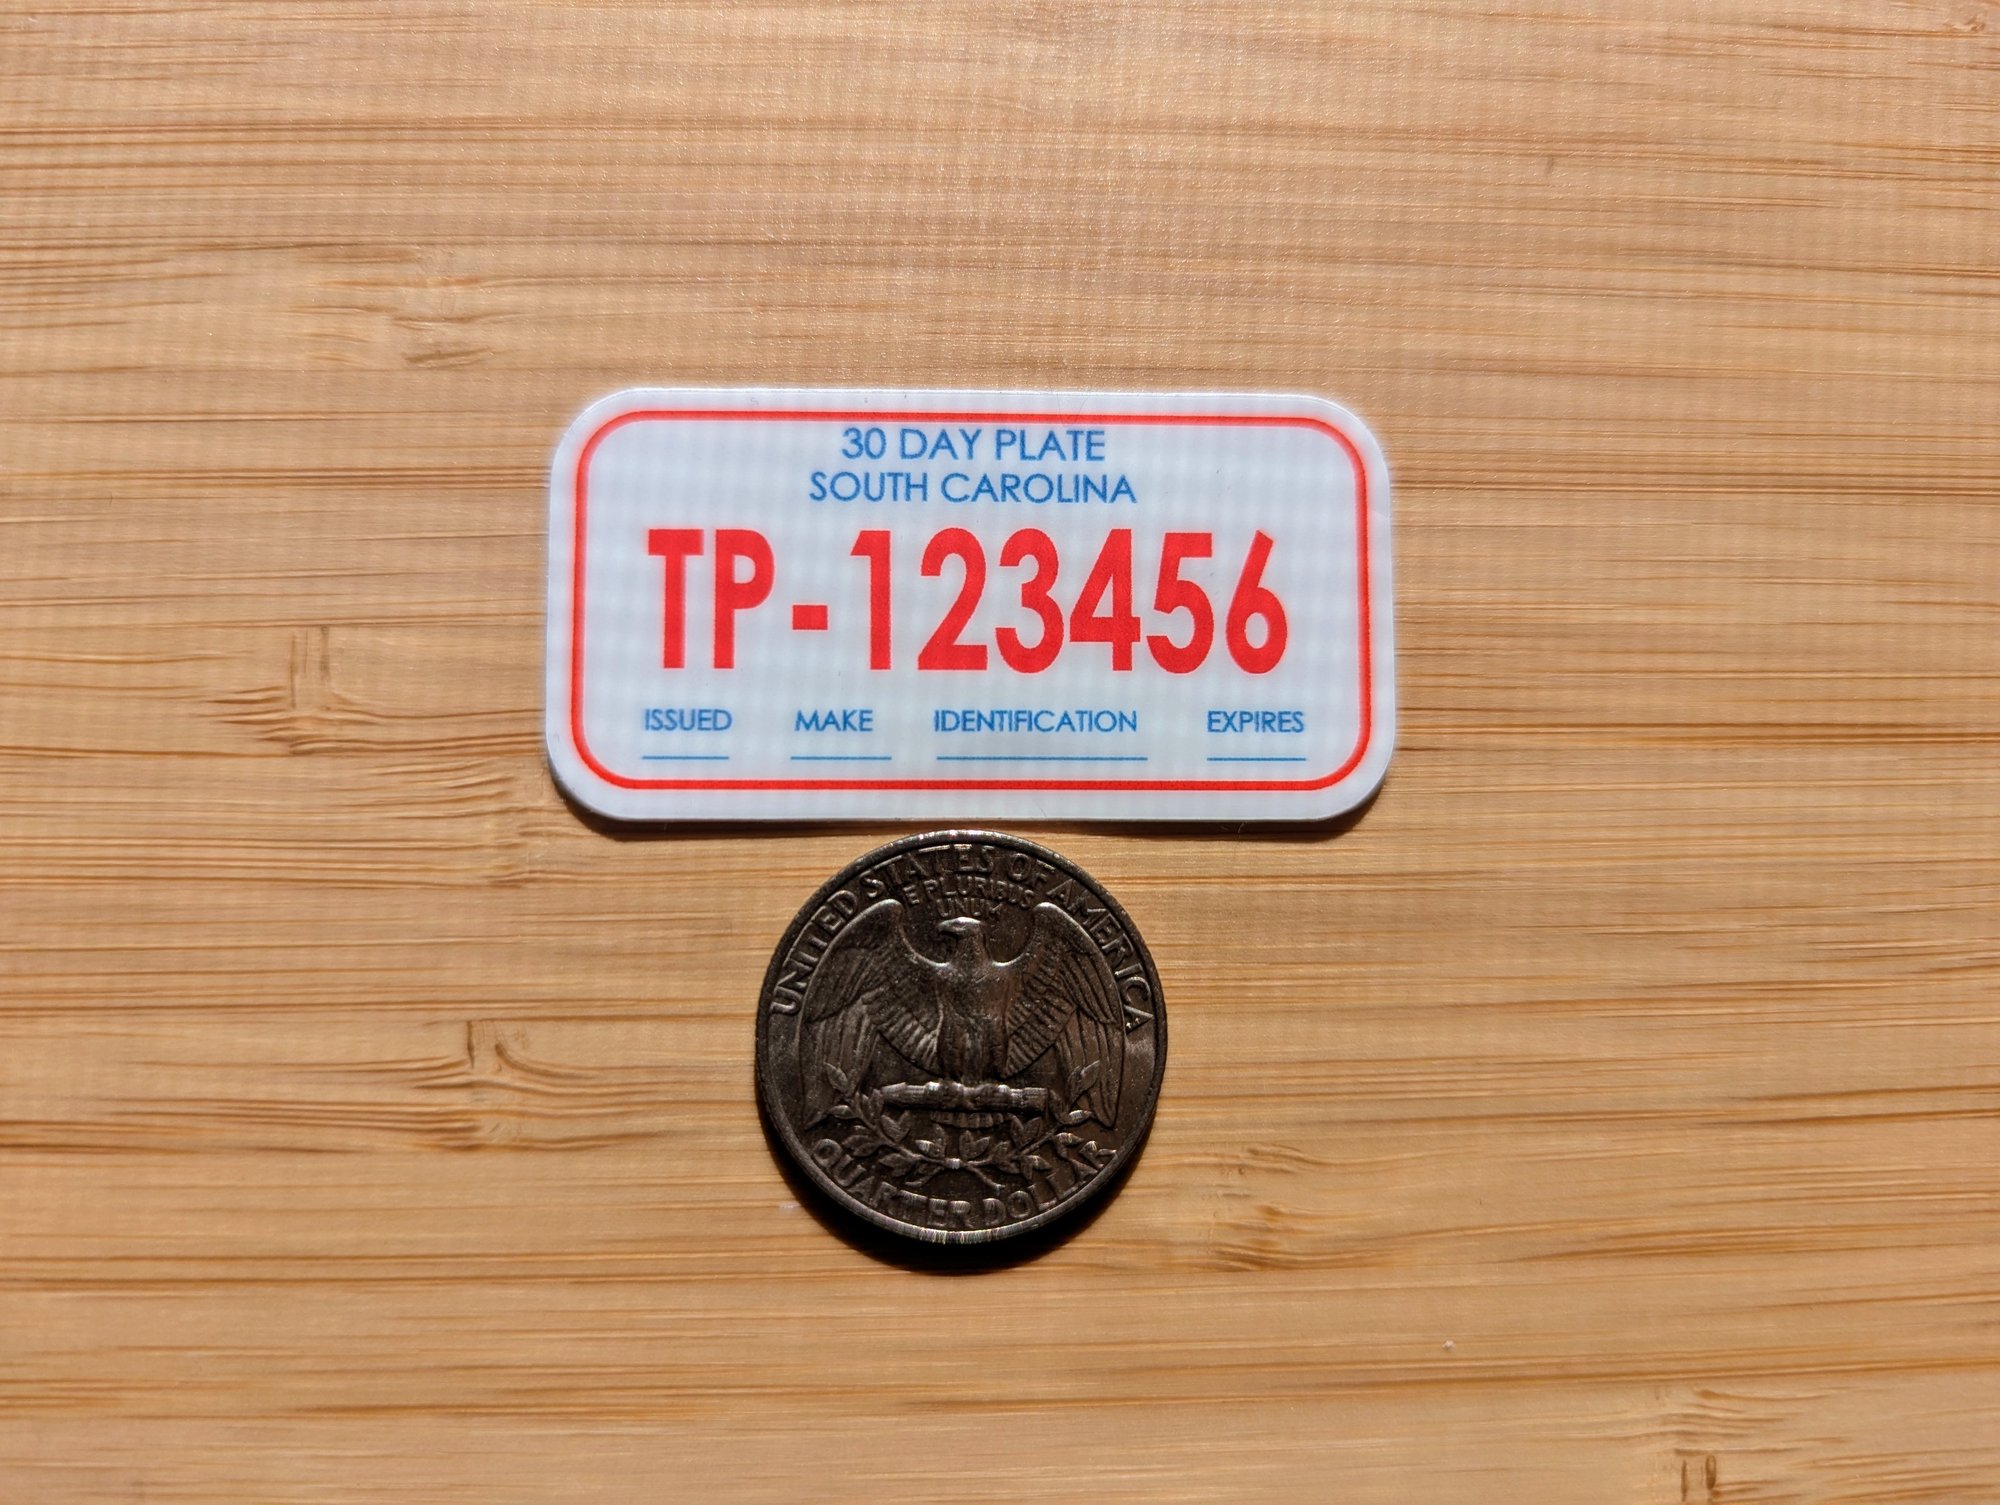 30 DAY PLATE
SOUTH CAROLINA
TP-123456
ISSUED MAKE IDENTIFICATION EXPIRES
UNITED STATES OF AMERICA
E PLURIBUS
UNUM
QUARTER DOLLAR